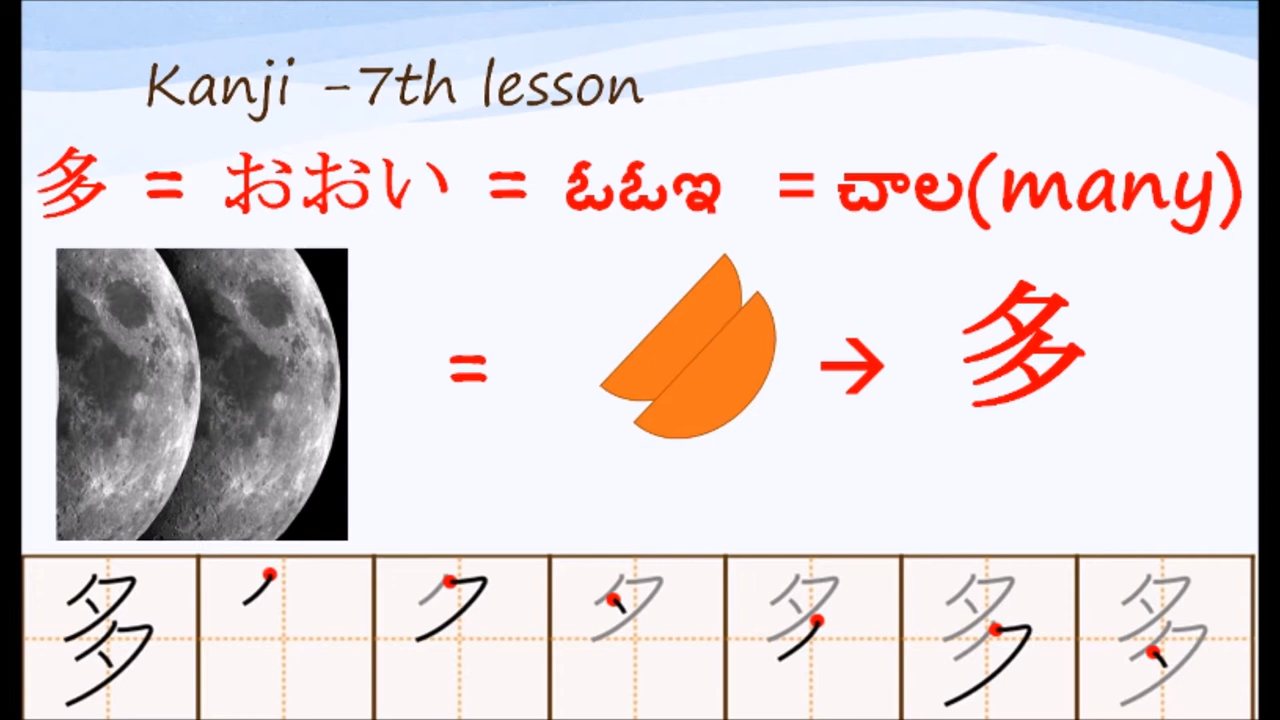 Kanji -7th lesson
多 = おおい = ఓఓఇ = చాల(many)
= → 多
多